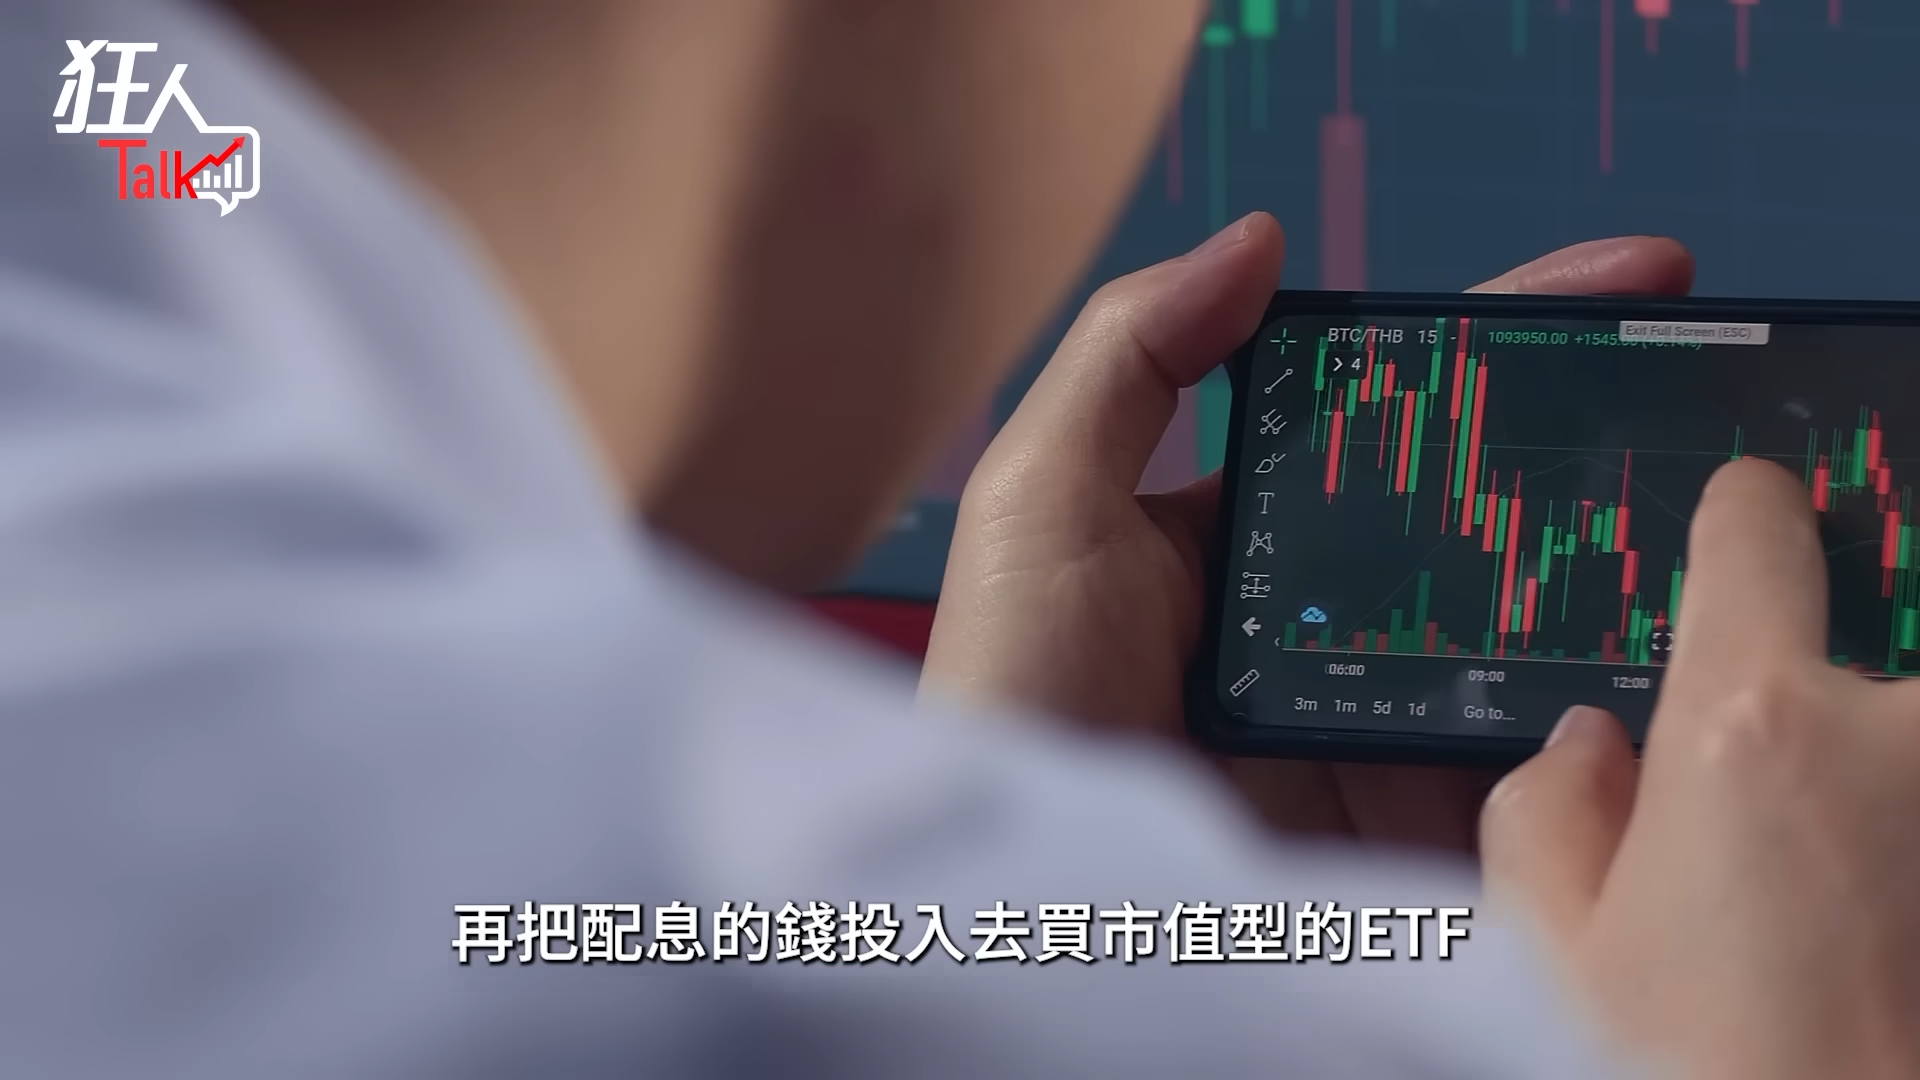 狂人
Talk
BTC/THB 15 - 1093950.00 +1545.
Exit Full Screen (ESC)
4
T
06:00 09:00 12:00
3m 1m 5d 1d Go to...
再把配息的錢投入去買市值型的ETF